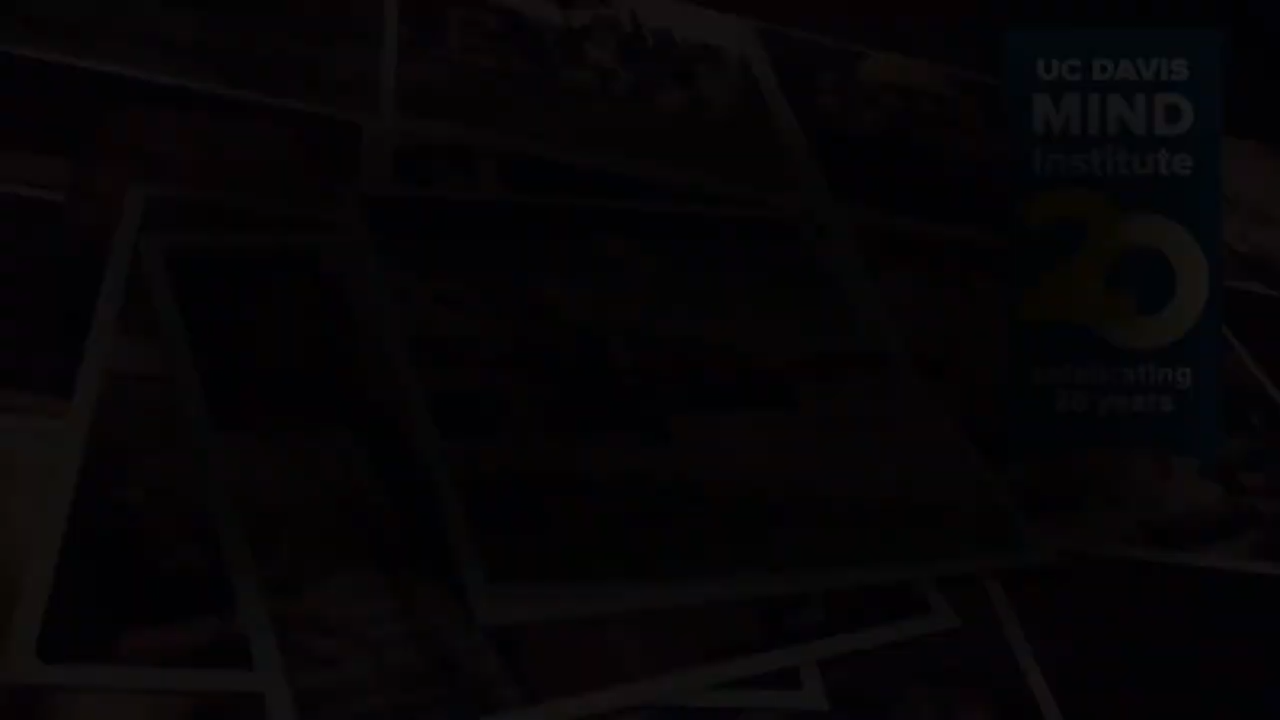 UC DAVIS
MIND
Institute
20
celebrating
20 years